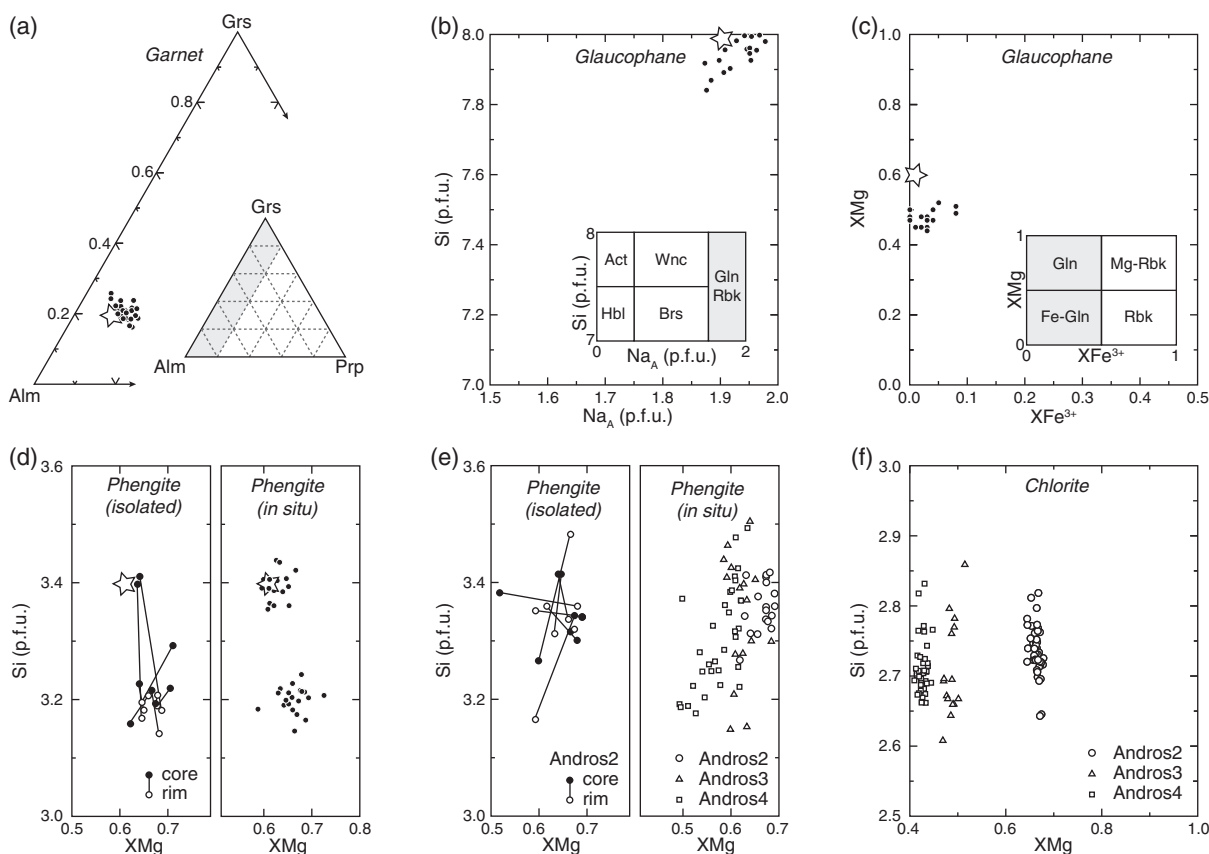 (a)
Grs
Garnet
0.8
0.6
0.4
0.2
Alm
Grs
Alm
Prp
(b)
8.0
7.8
7.6
7.4
7.2
7.0
Si (p.f.u.)
Glaucophane
8
7
Si (p.f.u.)
Act
Wnc
Gln
Rbk
Hbl
Brs
0
2
NaA (p.f.u.)
1.5
1.6
1.7
1.8
1.9
2.0
NaA (p.f.u.)
(c)
1.0
0.8
0.6
0.4
0.2
0.0
XMg
Glaucophane
1
0
XMg
Gln
Mg-Rbk
Fe-Gln
Rbk
0
1
XFe³⁺
0.0
0.1
0.2
0.3
0.4
0.5
XFe³⁺
(d)
3.6
3.4
3.2
3.0
Si (p.f.u.)
Phengite
(isolated)
core
rim
0.5
0.6
0.7
XMg
Phengite
(in situ)
0.6
0.7
0.8
XMg
(e)
3.6
3.4
3.2
3.0
Si (p.f.u.)
Phengite
(isolated)
Andros2
core
rim
0.5
0.6
0.7
XMg
Phengite
(in situ)
Andros2
Andros3
Andros4
0.5
0.6
0.7
XMg
(f)
3.0
2.9
2.8
2.7
2.6
2.5
Si (p.f.u.)
Chlorite
Andros2
Andros3
Andros4
0.4
0.6
0.8
1.0
XMg